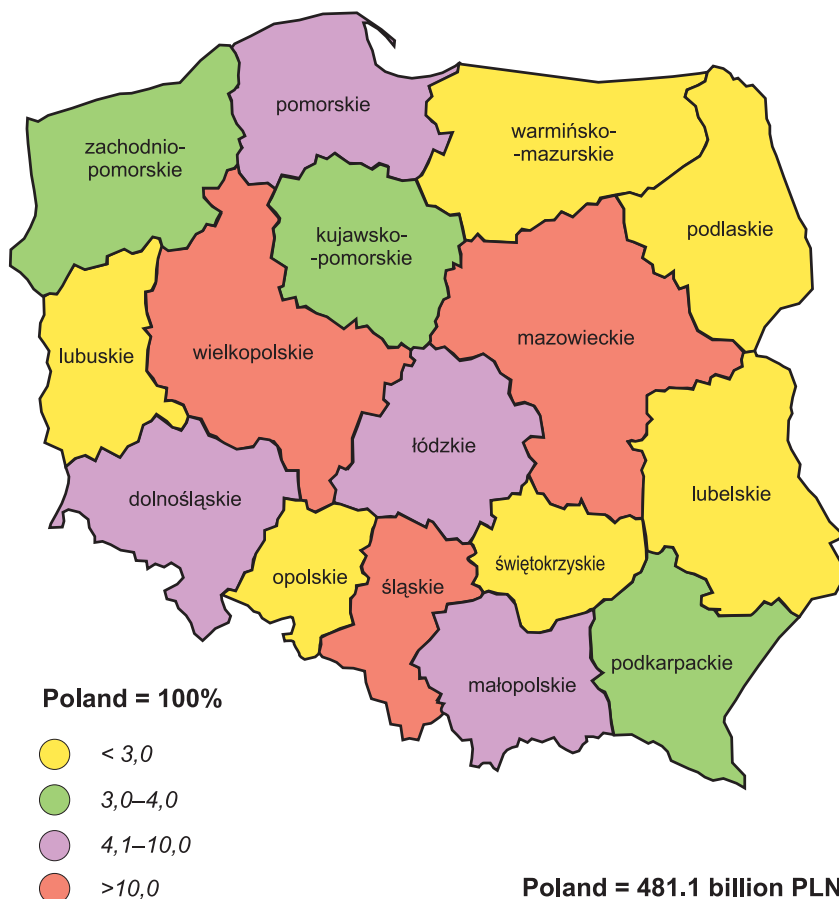 pomorskie
zachodnio-
-pomorskie
warmińsko-
-mazurskie
podlaskie
kujawsko-
-pomorskie
lubuskie
wielkopolskie
mazowieckie
łódzkie
dolnośląskie
lubelskie
opolskie
śląskie
świętokrzyskie
małopolskie
podkarpackie
Poland = 100%
< 3,0
3,0–4,0
4,1–10,0
>10,0
Poland = 481.1 billion PLN